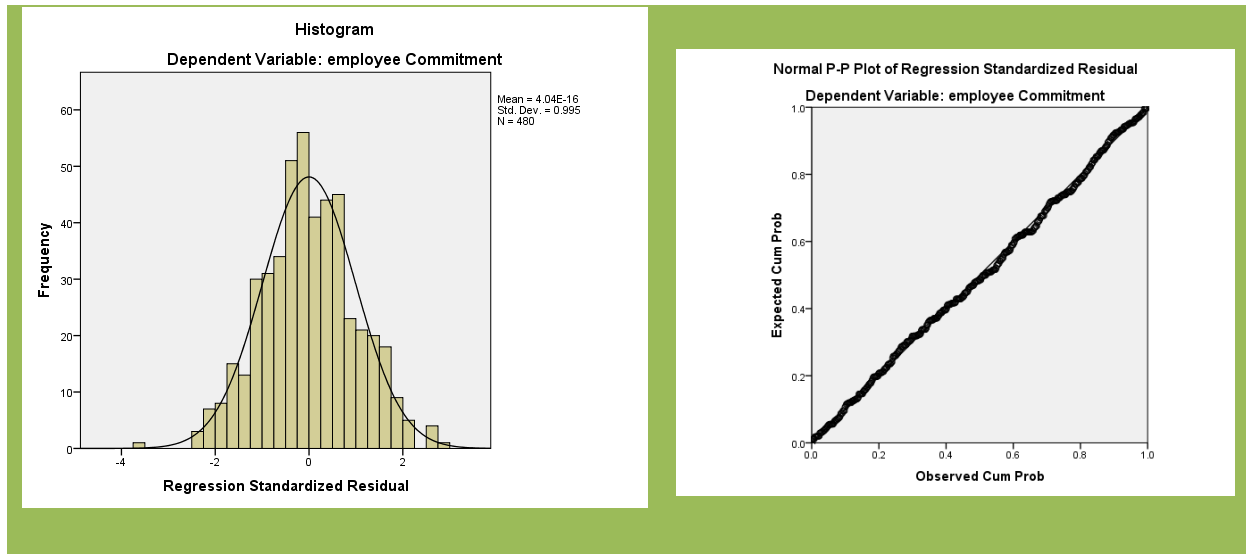 Histogram
Dependent Variable: employee Commitment
Mean = 4.04E-16
Std. Dev. = 0.995
N = 480
60
50
40
30
20
10
0
Frequency
-4 -2 0 2
Regression Standardized Residual
Normal P-P Plot of Regression Standardized Residual
Dependent Variable: employee Commitment
1.0
0.8
0.6
0.4
0.2
0.0
Expected Cum Prob
0.0 0.2 0.4 0.6 0.8 1.0
Observed Cum Prob